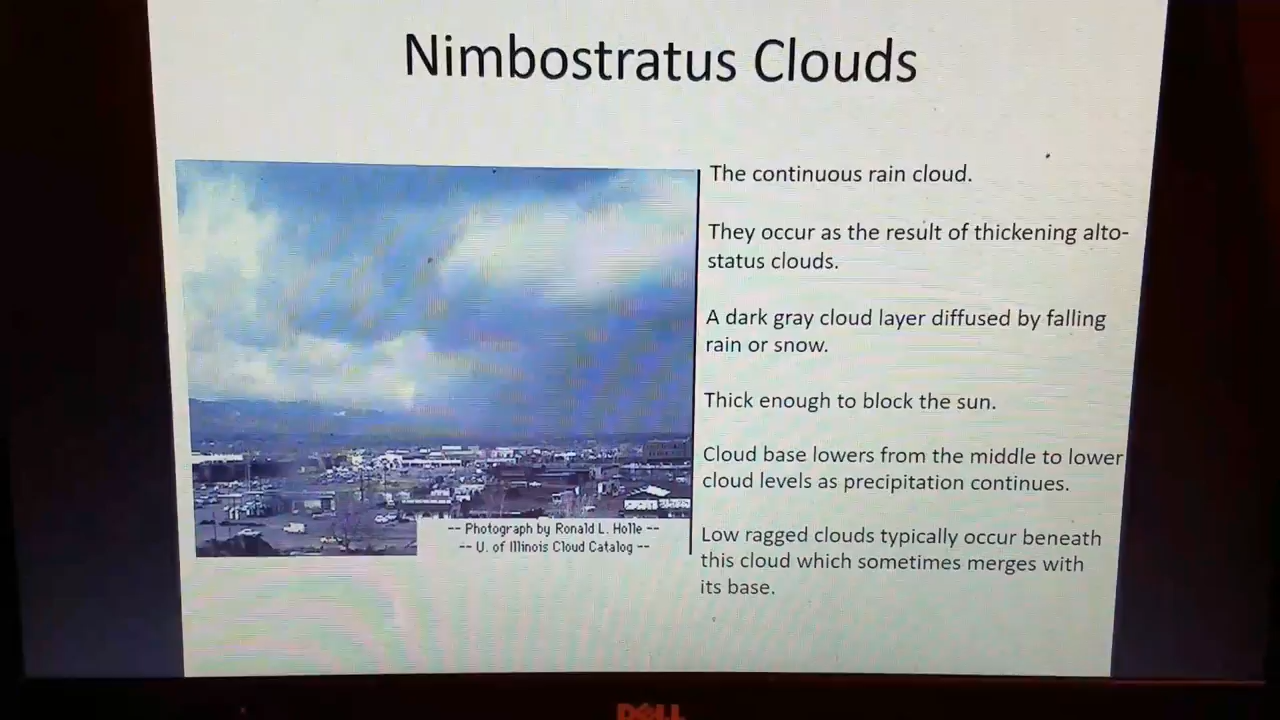 Nimbostratus Clouds
The continuous rain cloud.
They occur as the result of thickening alto-
status clouds.
A dark gray cloud layer diffused by falling
rain or snow.
Thick enough to block the sun.
Cloud base lowers from the middle to lower
cloud levels as precipitation continues.
Low ragged clouds typically occur beneath
this cloud which sometimes merges with
its base.
-- Photograph by Ronald L. Holle --
-- U. of Illinois Cloud Catalog --
DELL